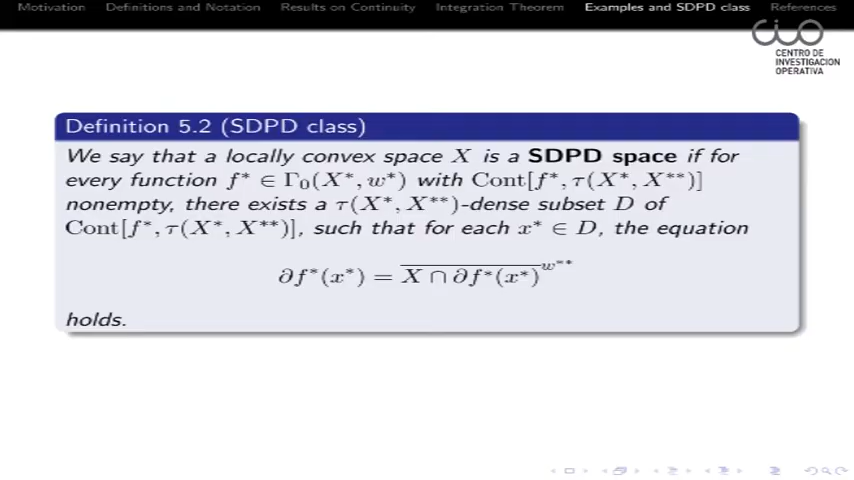 Motivation Definitions and Notation Results on Continuity Integration Theorem Examples and SDPD class References
CIO
CENTRO DE
INVESTIGACION
OPERATIVA
Definition 5.2 (SDPD class)
We say that a locally convex space X is a SDPD space if for
every function f* ∈ Γ₀(X*, w*) with Cont[f*, τ(X*, X**)]
nonempty, there exists a τ(X*, X**)-dense subset D of
Cont[f*, τ(X*, X**)], such that for each x* ∈ D, the equation
∂f*(x*) = \overline{X ∩ ∂f*(x*)}^{w**}
holds.